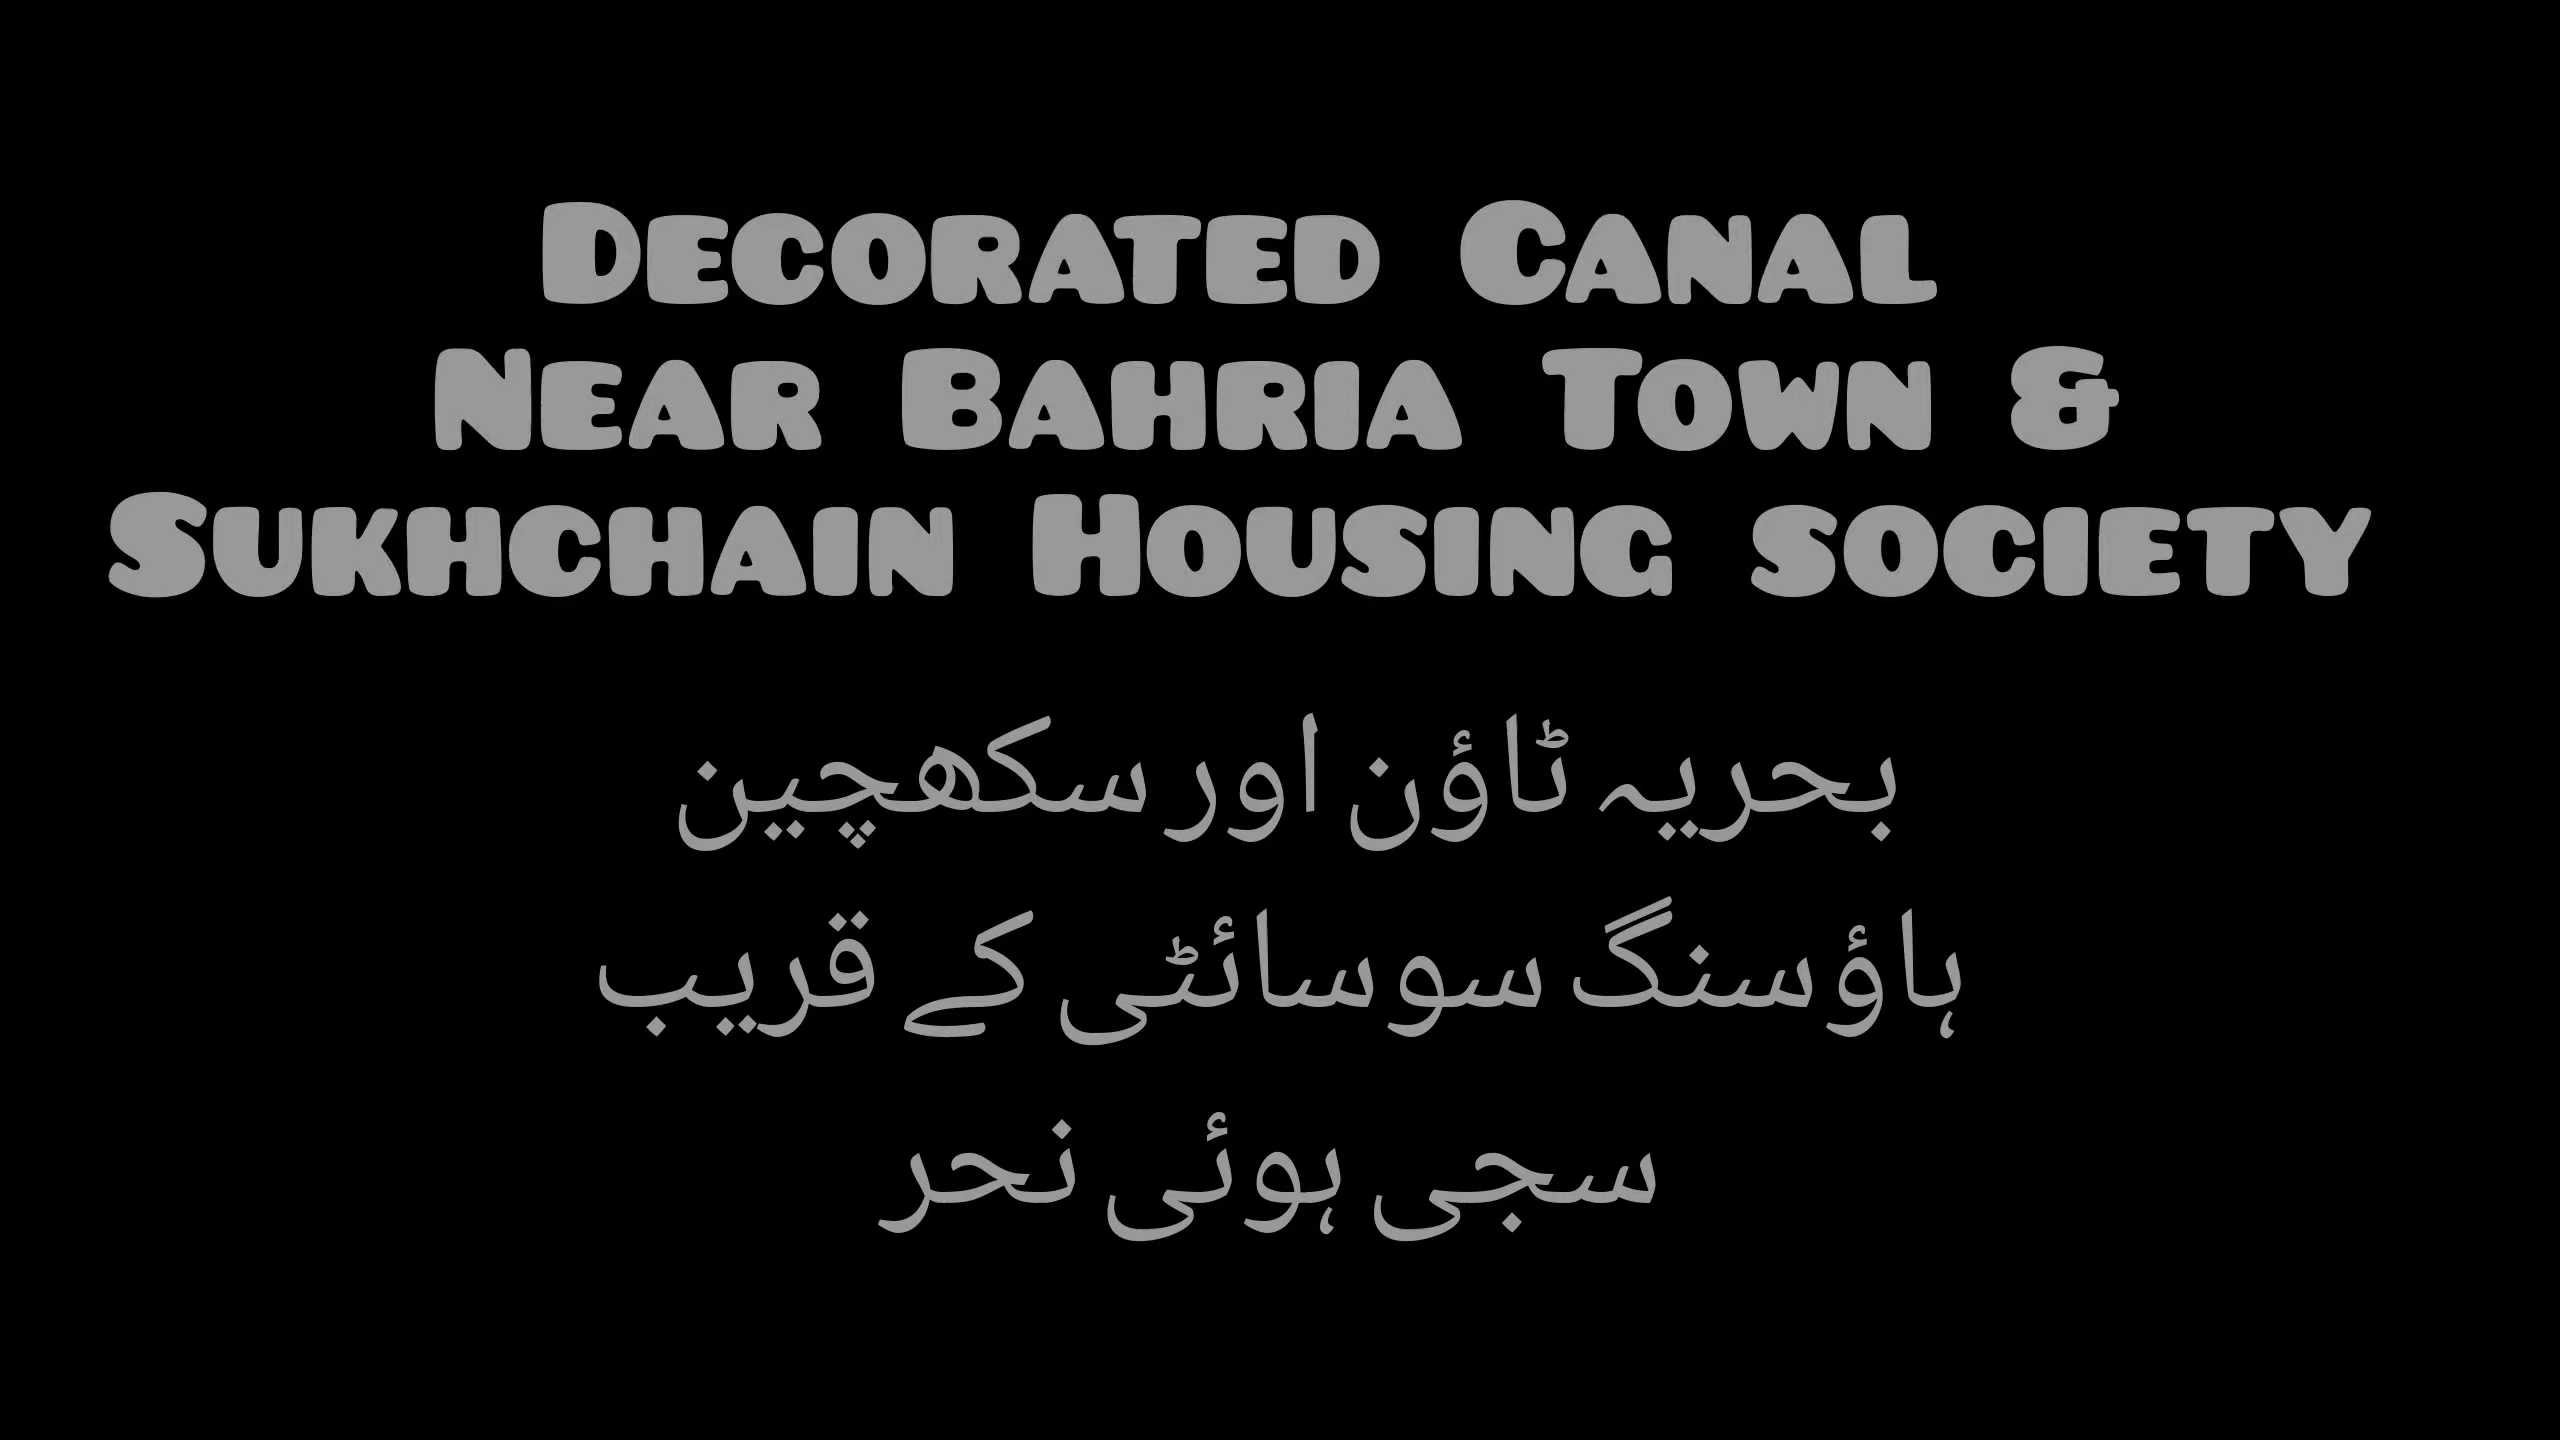 Decorated Canal
Near Bahria Town &
Sukhchain Housing society
بحریہ ٹاؤن اور سکھچین
ہاؤسنگ سوسائٹی کے قریب
سجی ہوئی نحر